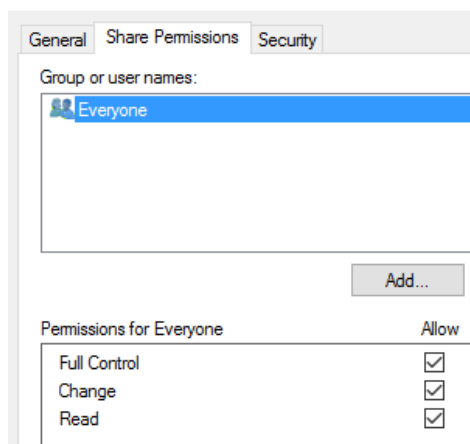 General Share Permissions Security
Group or user names:
Everyone
Add...
Permissions for Everyone Allow
Full Control
Change
Read